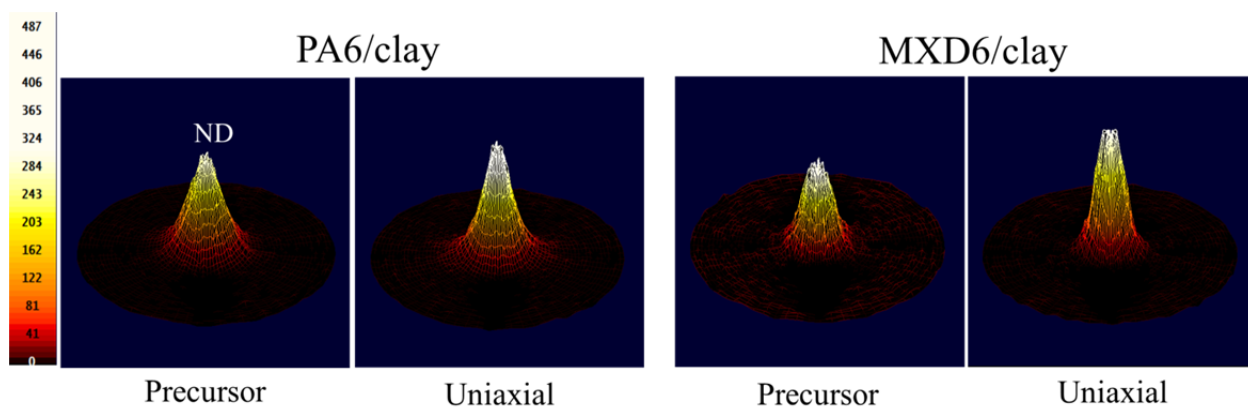 487
446
406
365
324
284
243
203
162
122
81
41
0
PA6/clay
MXD6/clay
ND
Precursor
Uniaxial
Precursor
Uniaxial